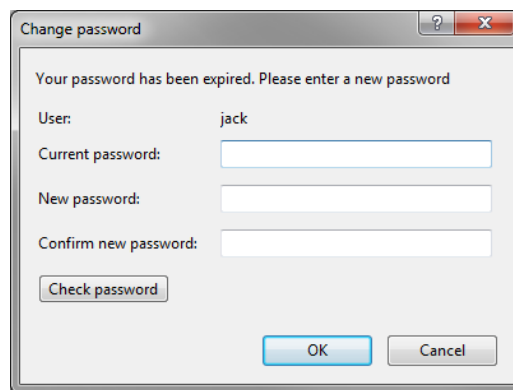 Change password
Your password has been expired. Please enter a new password
User: jack
Current password:
New password:
Confirm new password:
Check password
OK Cancel